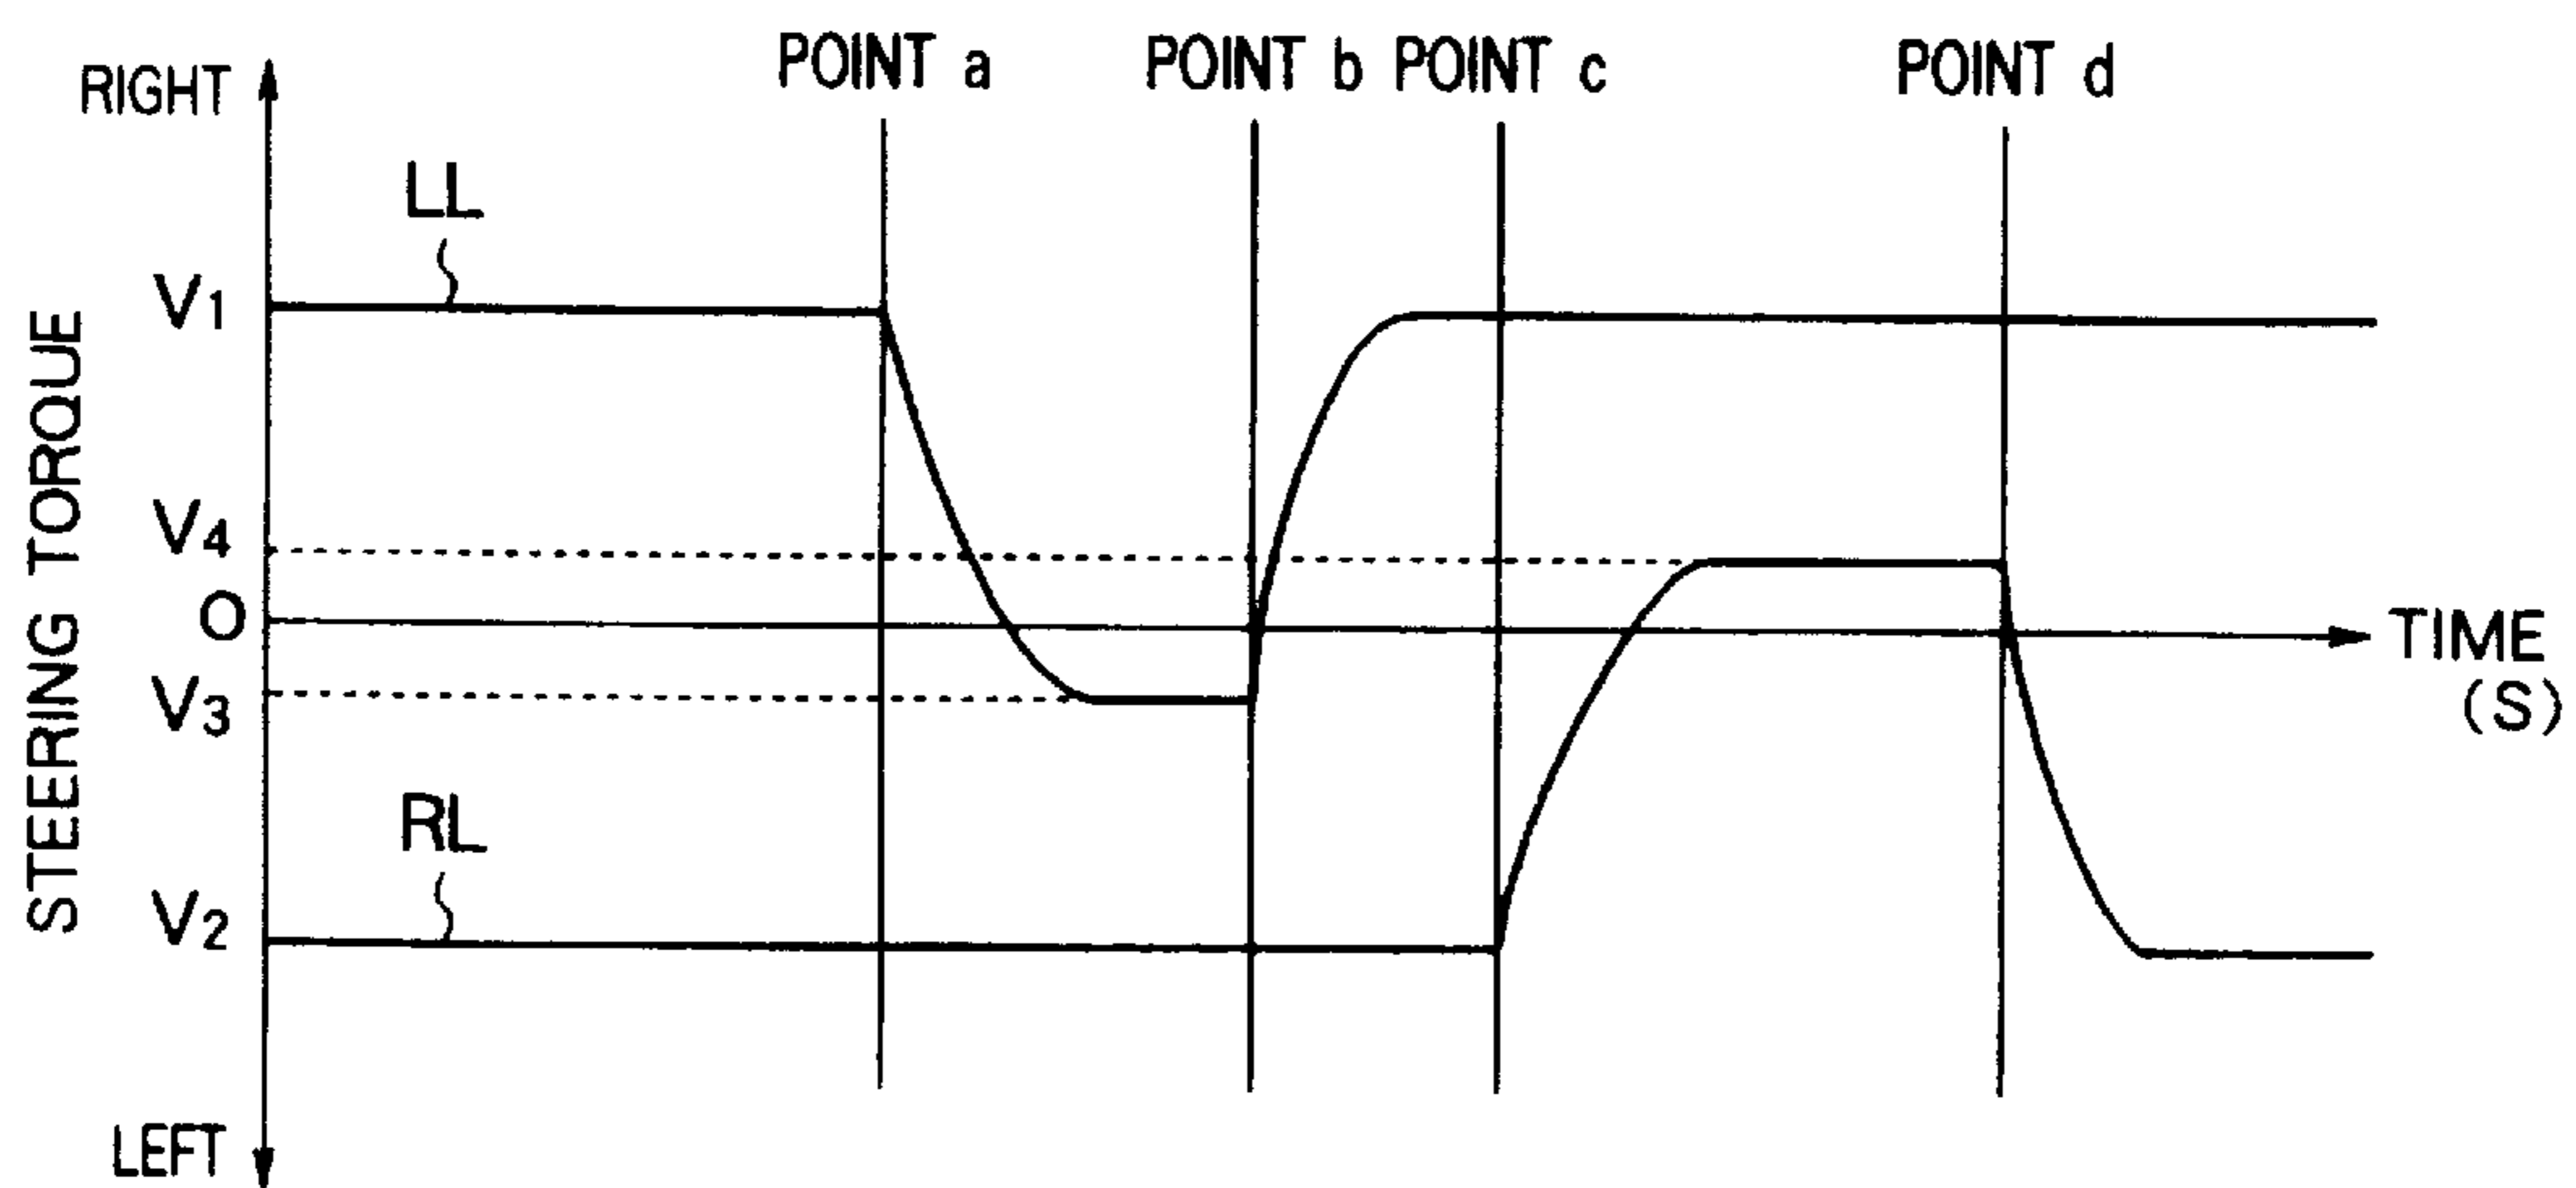 POINT a
POINT b
POINT c
POINT d
RIGHT
LL
V1
V4
O
V3
RL
V2
LEFT
STEERING TORQUE
TIME
(S)